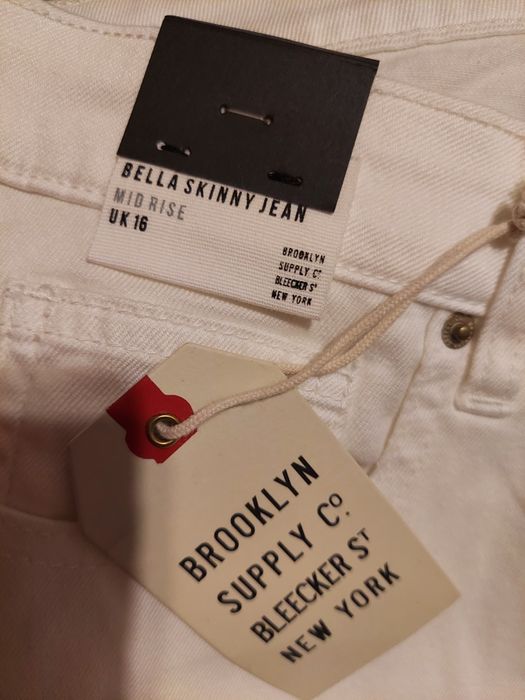 BELLA SKINNY JEAN
MID RISE
UK 16
BROOKLYN
SUPPLY Cº
BLEECKER Sᵀ
NEW YORK
BROOKLYN
SUPPLY Cº.
BLEECKER Sᵀ
NEW YORK